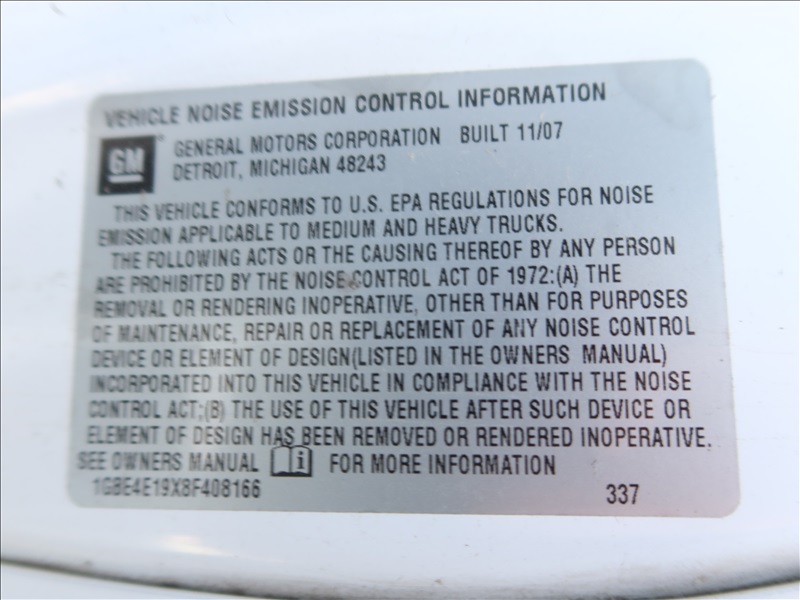 VEHICLE NOISE EMISSION CONTROL INFORMATION
GM® GENERAL MOTORS CORPORATION BUILT 11/07
DETROIT, MICHIGAN 48243
THIS VEHICLE CONFORMS TO U.S. EPA REGULATIONS FOR NOISE
EMISSION APPLICABLE TO MEDIUM AND HEAVY TRUCKS.
THE FOLLOWING ACTS OR THE CAUSING THEREOF BY ANY PERSON
ARE PROHIBITED BY THE NOISE CONTROL ACT OF 1972:(A) THE
REMOVAL OR RENDERING INOPERATIVE, OTHER THAN FOR PURPOSES
OF MAINTENANCE, REPAIR OR REPLACEMENT OF ANY NOISE CONTROL
DEVICE OR ELEMENT OF DESIGN(LISTED IN THE OWNERS MANUAL)
INCORPORATED INTO THIS VEHICLE IN COMPLIANCE WITH THE NOISE
CONTROL ACT;(B) THE USE OF THIS VEHICLE AFTER SUCH DEVICE OR
ELEMENT OF DESIGN HAS BEEN REMOVED OR RENDERED INOPERATIVE.
SEE OWNERS MANUAL i FOR MORE INFORMATION
1GBE4E19X8F408166 337